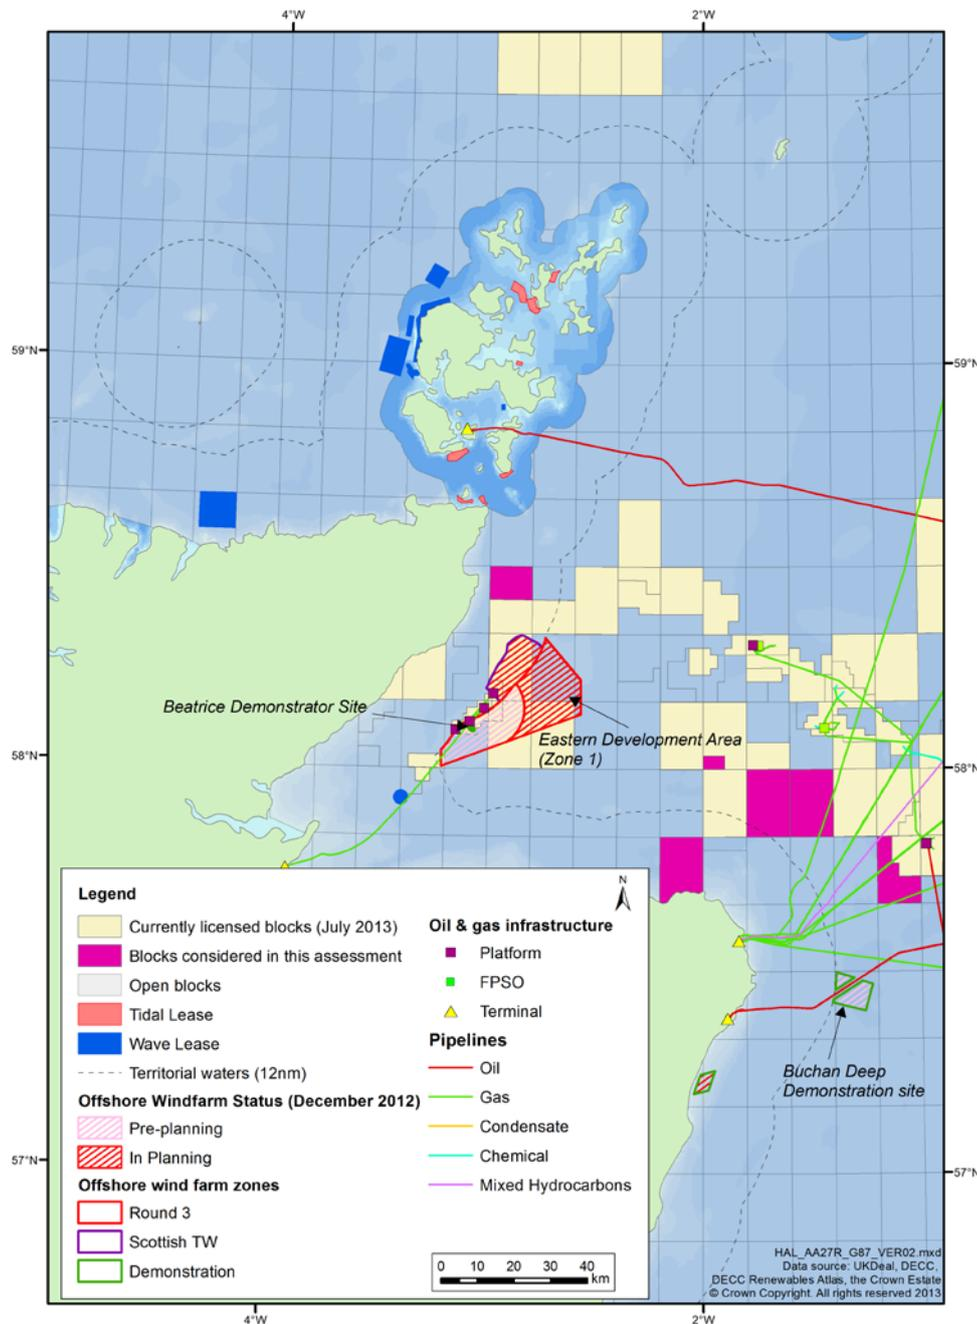 4°W
2°W
59°N
59°N
Beatrice Demonstrator Site
Eastern Development Area
(Zone 1)
58°N
58°N
Legend
Currently licensed blocks (July 2013)
Blocks considered in this assessment
Open blocks
Tidal Lease
Wave Lease
Territorial waters (12nm)
Offshore Windfarm Status (December 2012)
Pre-planning
In Planning
Offshore wind farm zones
Round 3
Scottish TW
Demonstration
N
Oil & gas infrastructure
Platform
FPSO
Terminal
Pipelines
Oil
Gas
Condensate
Chemical
Mixed Hydrocarbons
0 10 20 30 40
km
Buchan Deep
Demonstration site
57°N
57°N
HAL_AA27R_G87_VER02.mxd
Data source: UKDeal, DECC,
DECC Renewables Atlas, the Crown Estate
© Crown Copyright. All rights reserved 2013
4°W
2°W